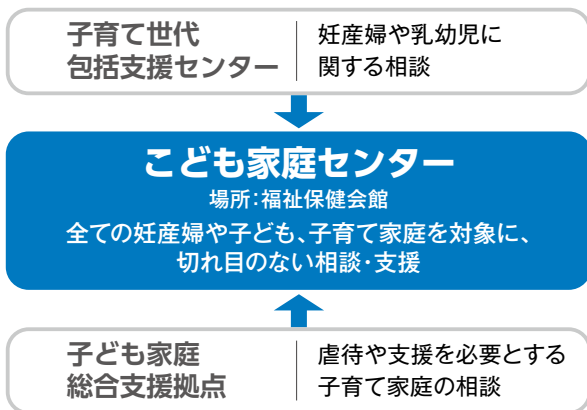 子育て世代
包括支援センター
妊産婦や乳幼児に
関する相談
こども家庭センター
場所:福祉保健会館
全ての妊産婦や子ども、子育て家庭を対象に、
切れ目のない相談・支援
子ども家庭
総合支援拠点
虐待や支援を必要とする
子育て家庭の相談